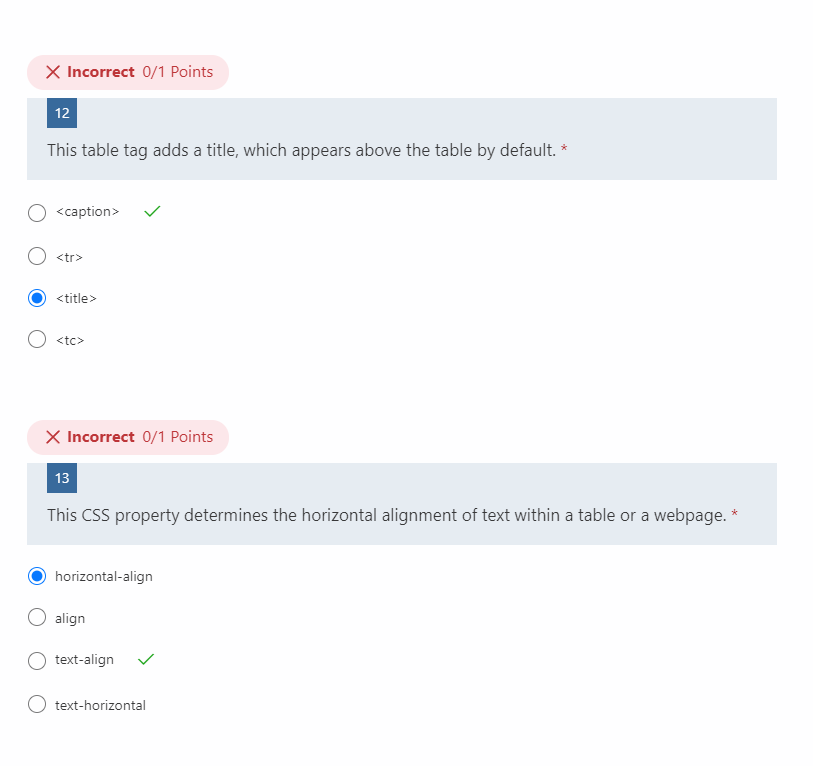 Incorrect 0/1 Points
12
This table tag adds a title, which appears above the table by default. *
<caption>
<tr>
<title>
<tc>
Incorrect 0/1 Points
13
This CSS property determines the horizontal alignment of text within a table or a webpage. *
horizontal-align
align
text-align
text-horizontal